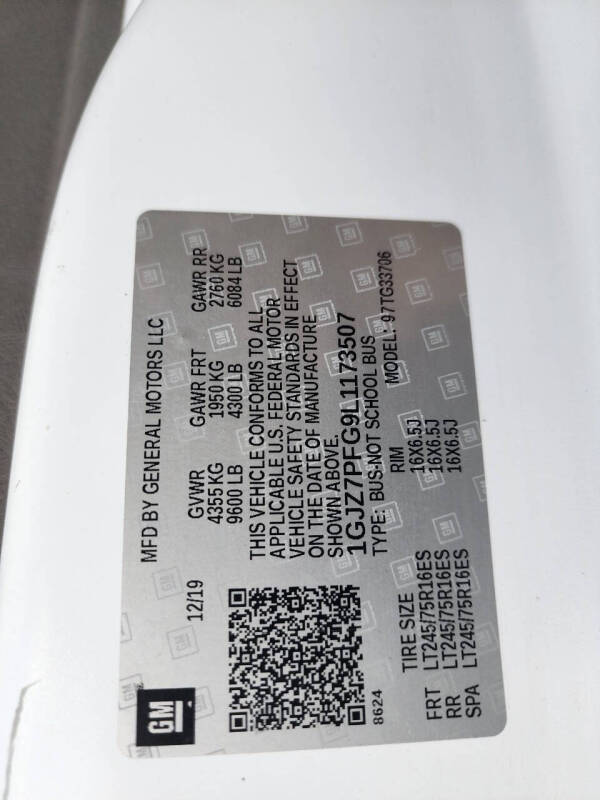 GM
MFD BY GENERAL MOTORS LLC
12/19
GVWR GAWR FRT GAWR RR
4355 KG 1950 KG 2760 KG
9600 LB 4300 LB 6084 LB
THIS VEHICLE CONFORMS TO ALL
APPLICABLE U.S. FEDERAL MOTOR
VEHICLE SAFETY STANDARDS IN EFFECT
ON THE DATE OF MANUFACTURE
SHOWN ABOVE.
1GJZ7PFG9L1173507
TYPE: BUS-NOT SCHOOL BUS
MODEL: 97TG33706
8624
TIRE SIZE RIM
FRT LT245/75R16ES 16X6.5J
RR LT245/75R16ES 16X6.5J
SPA LT245/75R16ES 16X6.5J